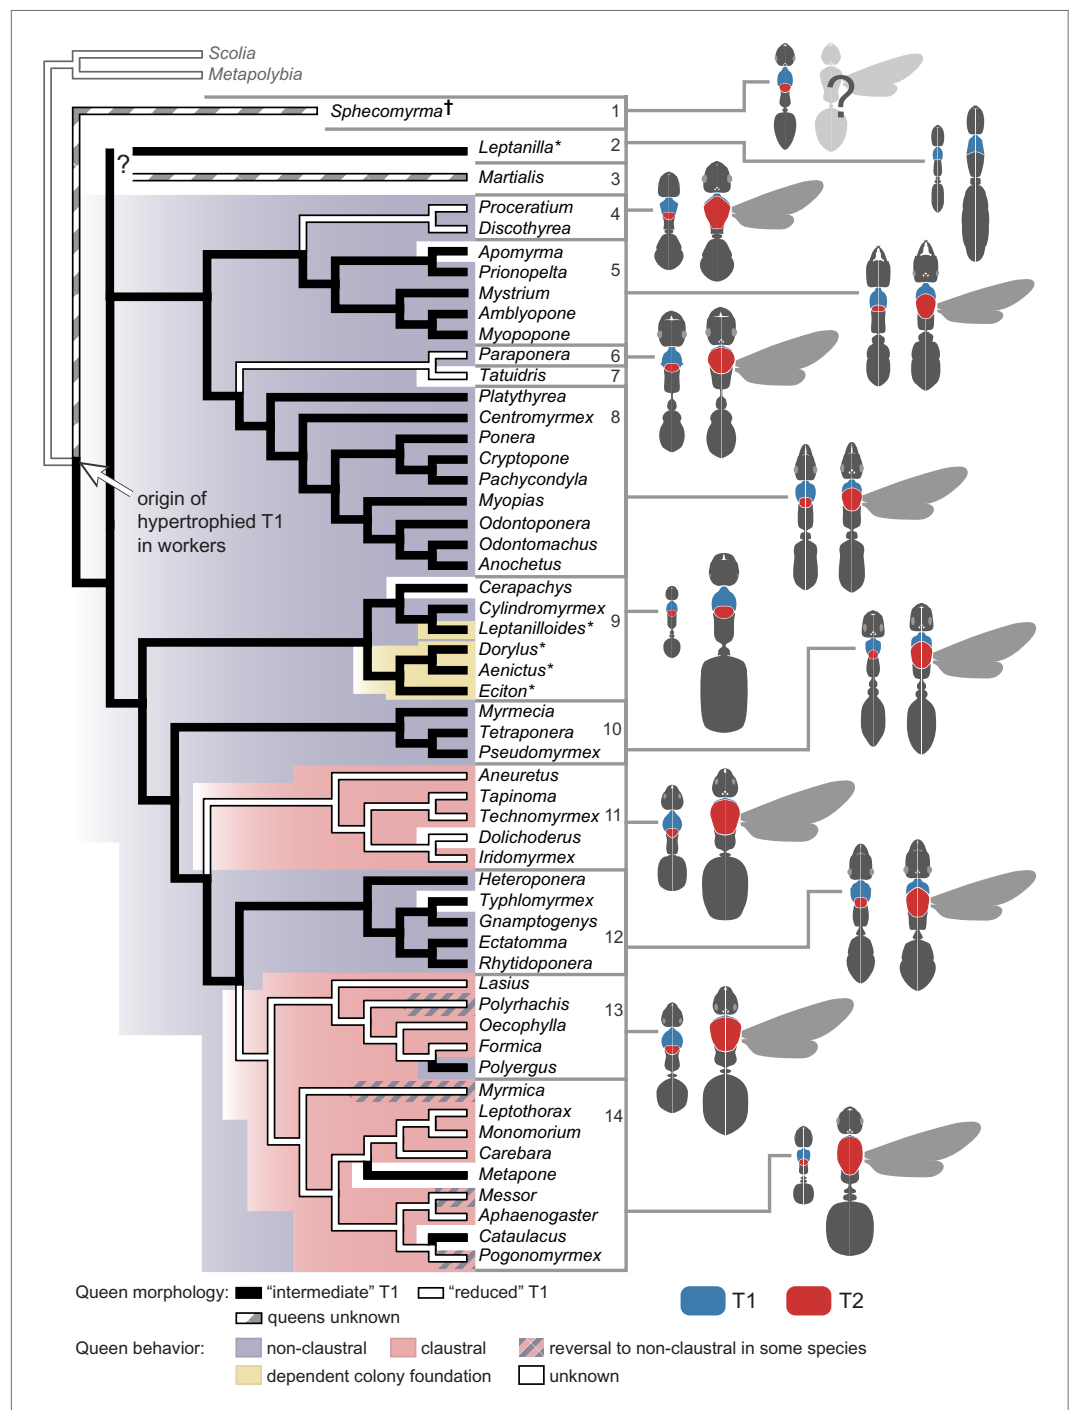 Scolia
Metapolybia
Sphecomyrma†
1
?
Leptanilla*
2
?
Martialis
3
Proceratium
4
Discothyrea
Apomyrma
Prionopelta
5
Mystrium
Amblyopone
Myopopone
Paraponera
6
Tatuidris
7
Platythyrea
Centromyrmex
8
Ponera
Cryptopone
Pachycondyla
Myopias
Odontoponera
Odontomachus
Anochetus
origin of
hypertrophied T1
in workers
Cerapachys
Cylindromyrmex
9
Leptanilloides*
Dorylus*
Aenictus*
Eciton*
Myrmecia
10
Tetraponera
Pseudomyrmex
Aneuretus
Tapinoma
Technomyrmex
11
Dolichoderus
Iridomyrmex
Heteroponera
Typhlomyrmex
Gnamptogenys
12
Ectatomma
Rhytidoponera
Lasius
Polyrhachis
13
Oecophylla
Formica
Polyergus
Myrmica
Leptothorax
14
Monomorium
Carebara
Metapone
Messor
Aphaenogaster
Cataulacus
Pogonomyrmex
Queen morphology: "intermediate" T1 "reduced" T1
queens unknown
T1 T2
Queen behavior: non-claustral claustral reversal to non-claustral in some species
dependent colony foundation unknown